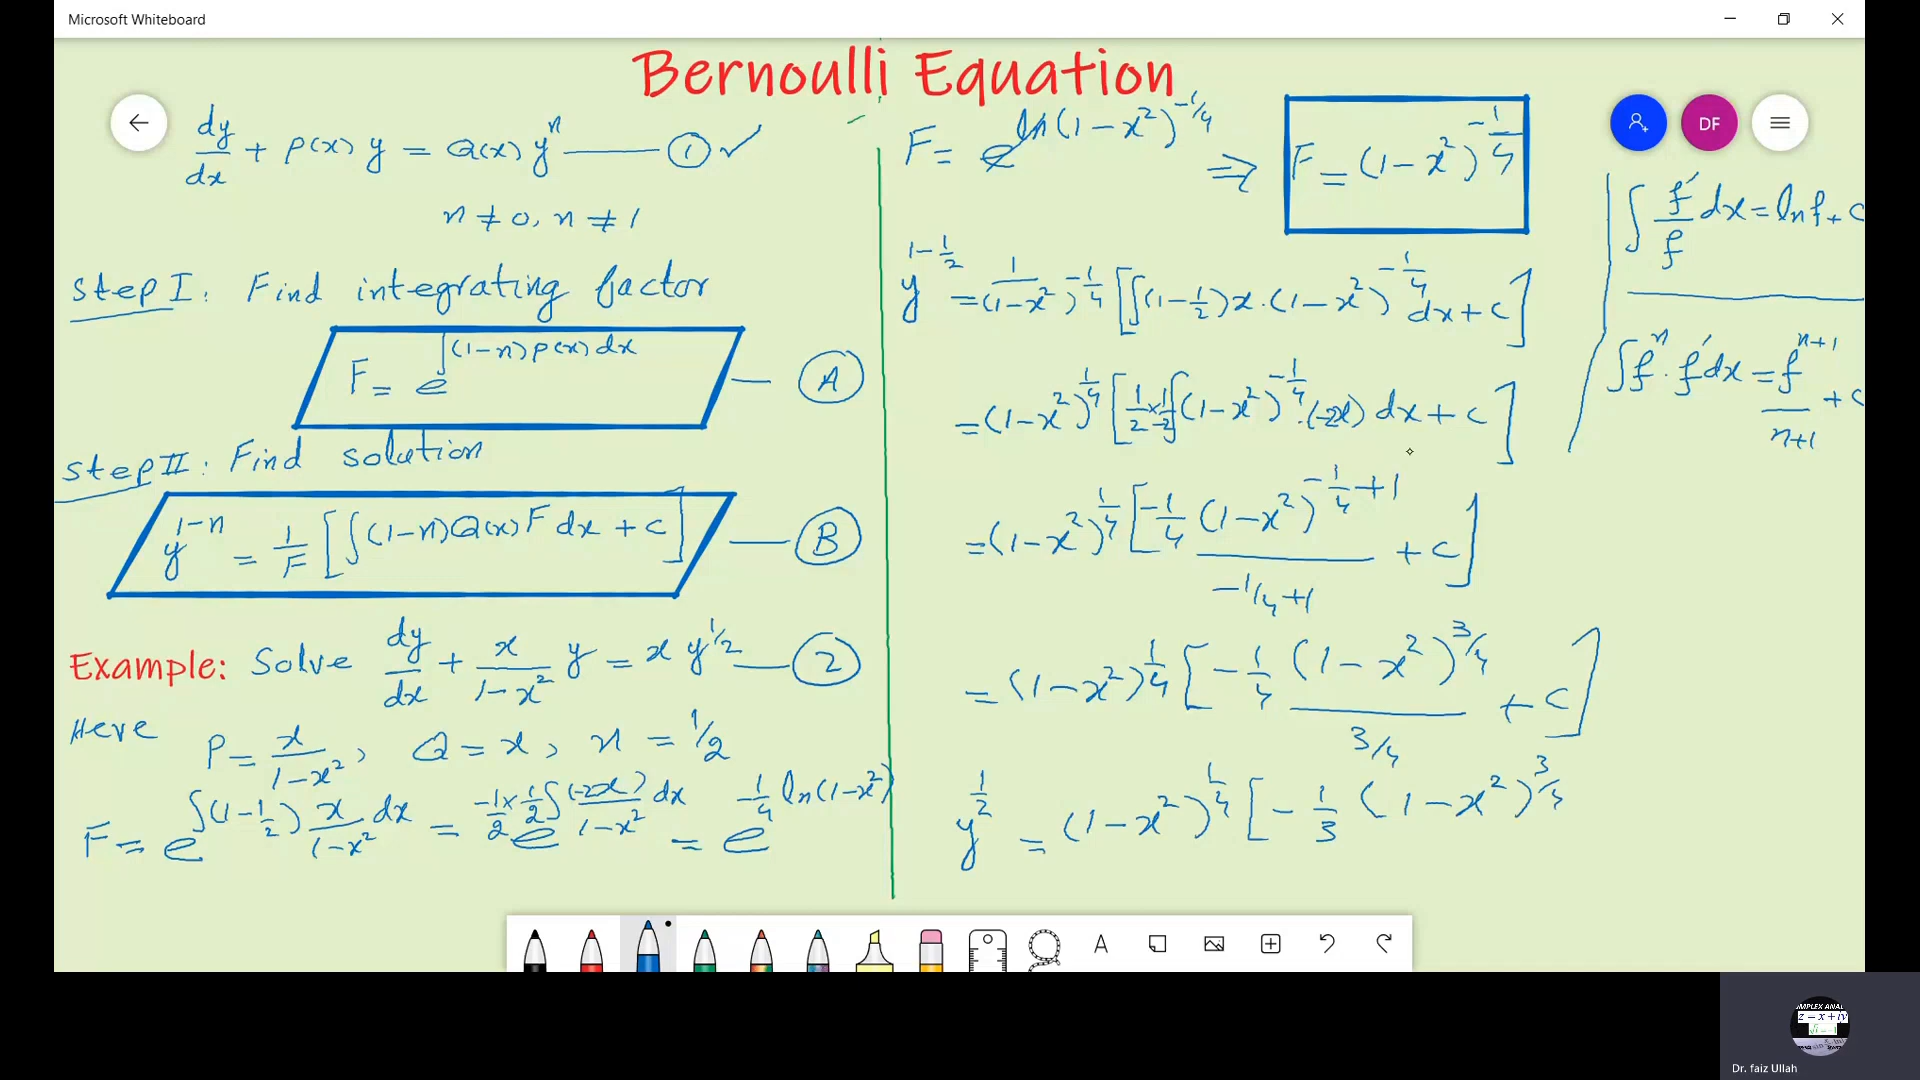 Microsoft Whiteboard
Bernoulli Equation
dy/dx + P(x) y = Q(x) y^n ——— ① ✓
n ≠ 0, n ≠ 1
Step I : Find integrating factor
F = e^{∫(1-n) P(x) dx} — Ⓐ
Step II : Find solution
y^{1-n} = 1/F [∫(1-n) Q(x) F dx + c] — Ⓑ
Example: Solve dy/dx + x/(1-x²) y = x y^{1/2} — ②
Here P = x/(1-x²), Q = x, n = 1/2
F = e^{∫(1-1/2) x/(1-x²) dx} = e^{-1/2 × 1/2 ∫(-2x)/(1-x²) dx} = e^{-1/4 ln(1-x²)}
F = e^{ln(1-x²)^{-1/4}} ⇒ F = (1-x²)^{-1/4}
y^{1-1/2} = 1/(1-x²)^{-1/4} [∫(1-1/2) x · (1-x²)^{-1/4} dx + c]
= (1-x²)^{1/4} [1/2 × 1/-2 ∫(1-x²)^{-1/4} · (-2x) dx + c]
= (1-x²)^{1/4} [-1/4 (1-x²)^{-1/4+1}/(-1/4+1) + c]
= (1-x²)^{1/4} [-1/4 (1-x²)^{3/4}/(3/4) + c]
y^{1/2} = (1-x²)^{1/4} [-1/3 (1-x²)^{3/4}
DF
∫ f′/f dx = ln f + c
∫ f^n · f′ dx = f^{n+1}/(n+1) + c
A
z = x + iy
Dr. faiz Ullah